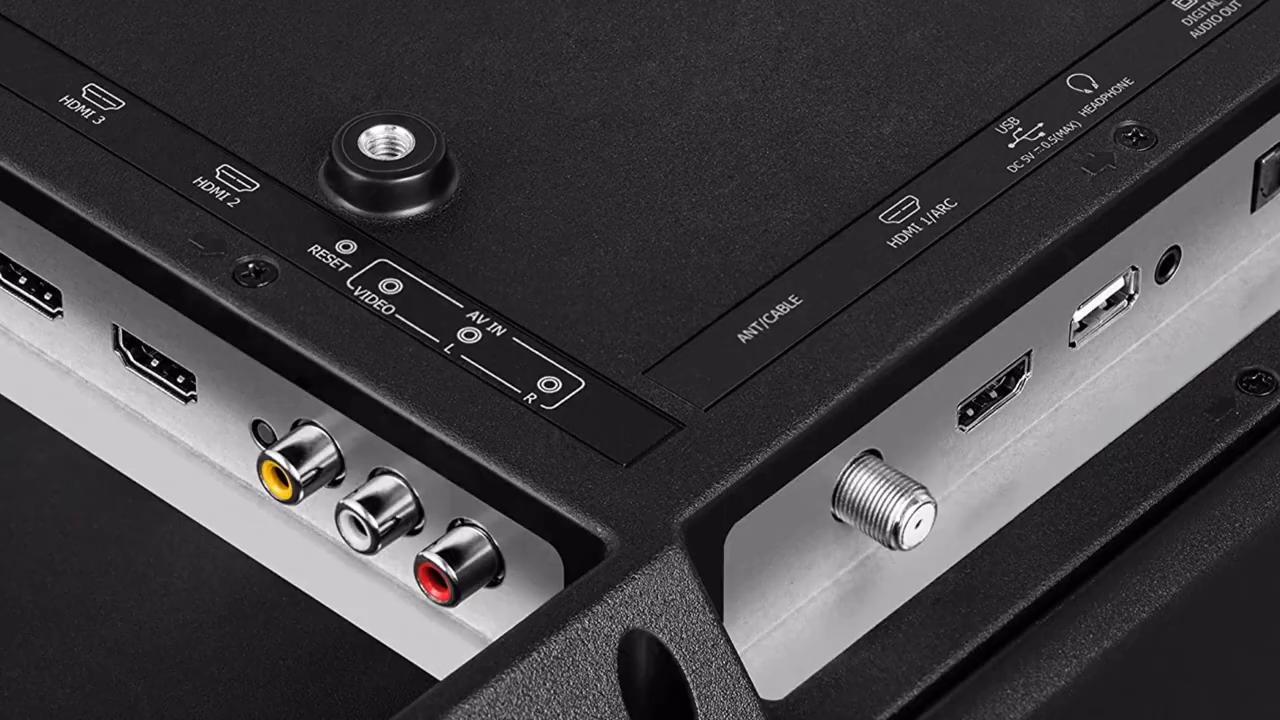 HDMI 3
HDMI 2
RESET
VIDEO
AV IN
L
R
ANT/CABLE
HDMI 1/ARC
USB
DC 5V⎓0.5(MAX)
HEADPHONE
DIGITAL
AUDIO OUT